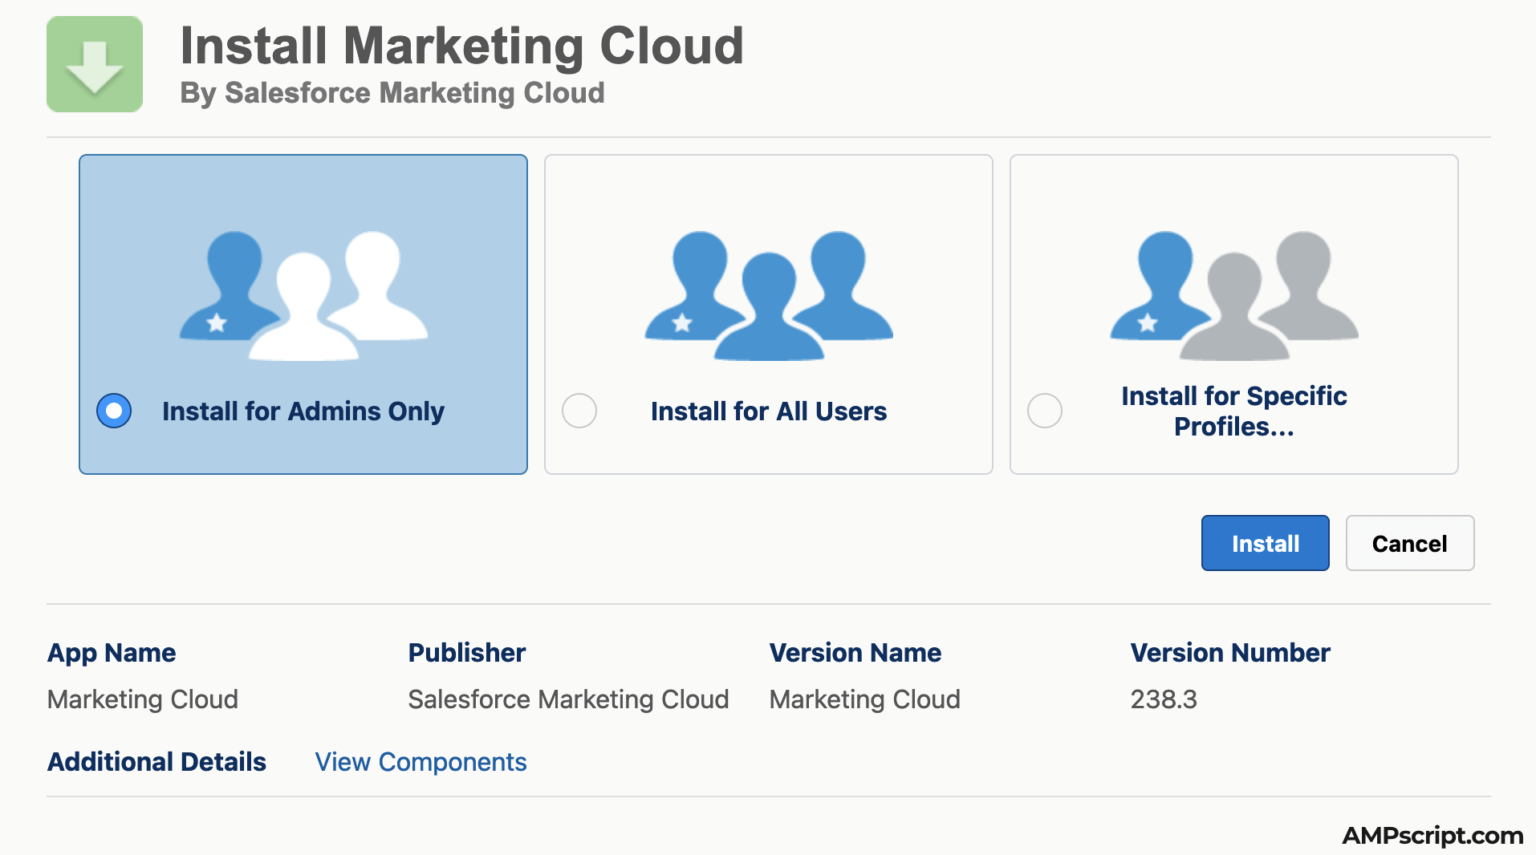 Install Marketing Cloud
By Salesforce Marketing Cloud
Install for Admins Only
Install for All Users
Install for Specific
Profiles...
Install
Cancel
App Name
Publisher
Version Name
Version Number
Marketing Cloud
Salesforce Marketing Cloud
Marketing Cloud
238.3
Additional Details
View Components
AMPscript.com